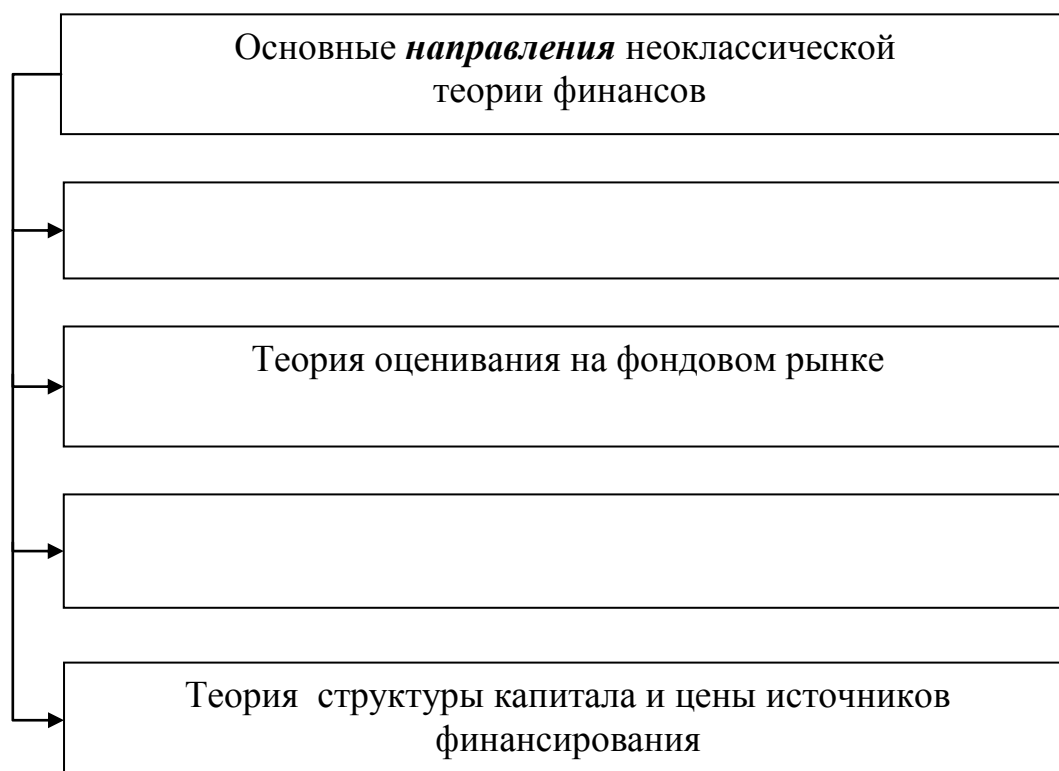 Основные направления неоклассической
теории финансов
Теория оценивания на фондовом рынке
Теория структуры капитала и цены источников
финансирования